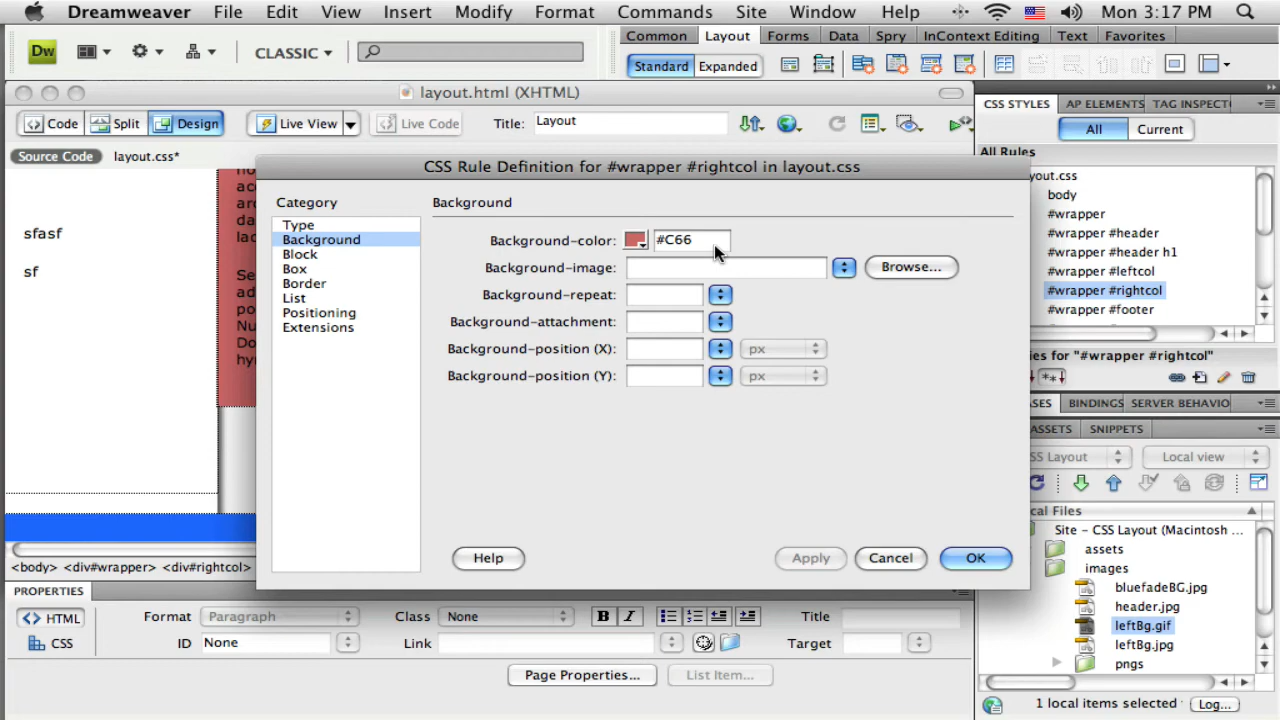 Dreamweaver File Edit View Insert Modify Format Commands Site Window Help Mon 3:17 PM
Dw CLASSIC
Common Layout Forms Data Spry InContext Editing Text Favorites
Standard Expanded
layout.html (XHTML)
Code Split Design Live View Live Code Title: Layout
Source Code layout.css*
CSS STYLES AP ELEMENTS TAG INSPECTI
All Current
All Rules
yout.css
body
#wrapper
#wrapper #header
#wrapper #header h1
#wrapper #leftcol
#wrapper #rightcol
#wrapper #footer
ies for "#wrapper #rightcol"
sfasf
sf
CSS Rule Definition for #wrapper #rightcol in layout.css
Category
Type
Background
Block
Box
Border
List
Positioning
Extensions
Background
Background-color: #C66
Background-image: Browse...
Background-repeat:
Background-attachment:
Background-position (X): px
Background-position (Y): px
Help Apply Cancel OK
ASES BINDINGS SERVER BEHAVIO
ASSETS SNIPPETS
SS Layout Local view
cal Files
Site – CSS Layout (Macintosh ...
assets
images
bluefadeBG.jpg
header.jpg
leftBg.gif
leftBg.jpg
pngs
1 local items selected Log...
<body> <div#wrapper> <div#rightcol>
PROPERTIES
<> HTML Format Paragraph Class None B I Title
CSS ID None Link Target
Page Properties... List Item...